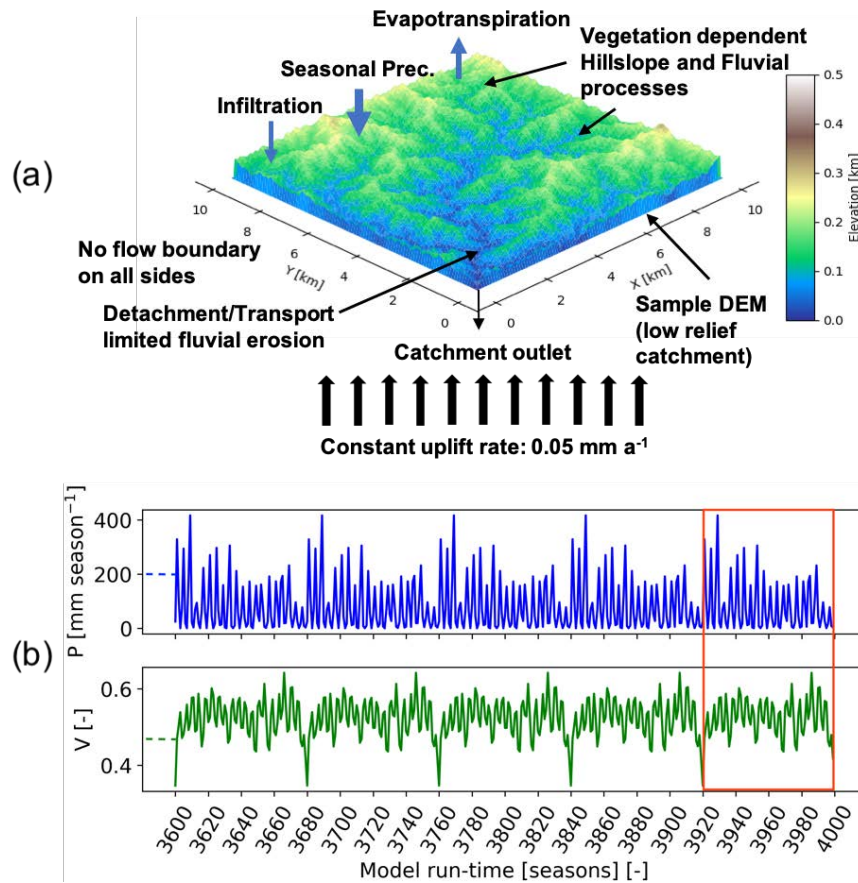 Evapotranspiration
Vegetation dependent
Hillslope and Fluvial
processes
Seasonal Prec.
Infiltration
(a)
0.5
0.4
0.3
0.2
0.1
0.0
Elevation [km]
10
8
6
4
2
0
Y [km]
0
2
4
6
8
10
X [km]
No flow boundary
on all sides
Detachment/Transport
limited fluvial erosion
Sample DEM
(low relief
catchment)
Catchment outlet
Constant uplift rate: 0.05 mm a⁻¹
(b)
P [mm season⁻¹]
400
200
0
V [-]
0.6
0.4
3600 3620 3640 3660 3680 3700 3720 3740 3760 3780 3800 3820 3840 3860 3880 3900 3920 3940 3960 3980 4000
Model run-time [seasons] [-]